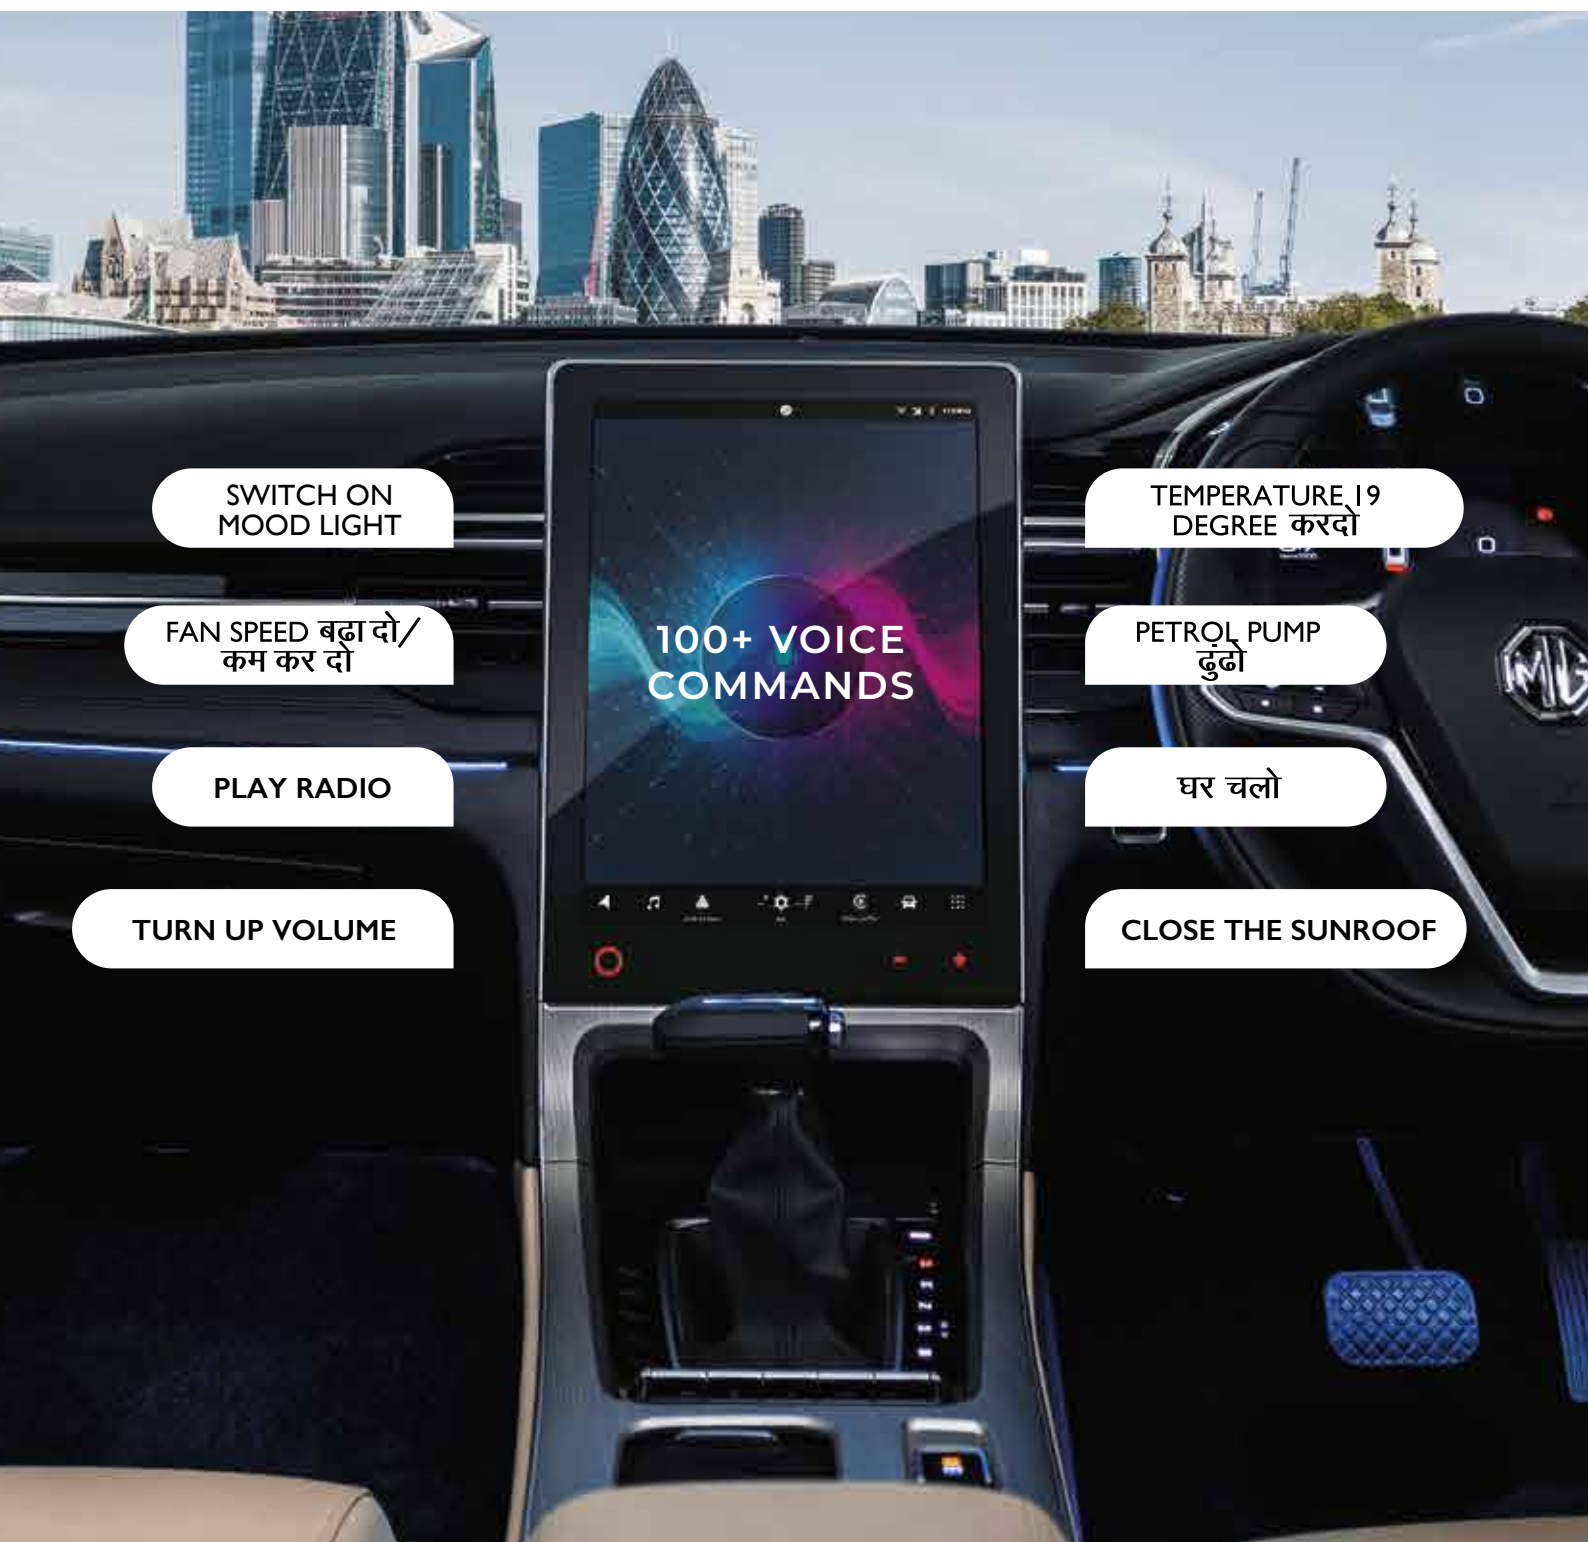 SWITCH ON
MOOD LIGHT
FAN SPEED बढ़ा दो/
कम कर दो
PLAY RADIO
TURN UP VOLUME
100+ VOICE
COMMANDS
TEMPERATURE 19
DEGREE करदो
PETROL PUMP
ढुंढो
घर चलो
CLOSE THE SUNROOF
MG